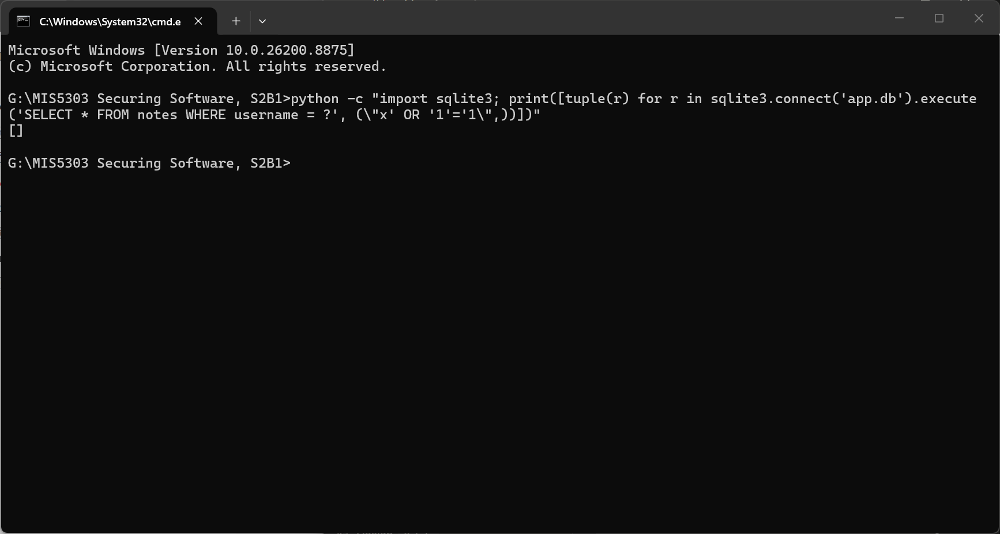 C:\Windows\System32\cmd.e
Microsoft Windows [Version 10.0.26200.8875]
(c) Microsoft Corporation. All rights reserved.
G:\MIS5303 Securing Software, S2B1>python -c "import sqlite3; print([tuple(r) for r in sqlite3.connect('app.db').execute
('SELECT * FROM notes WHERE username = ?', (\"x' OR '1'='1\",))])"
[]
G:\MIS5303 Securing Software, S2B1>